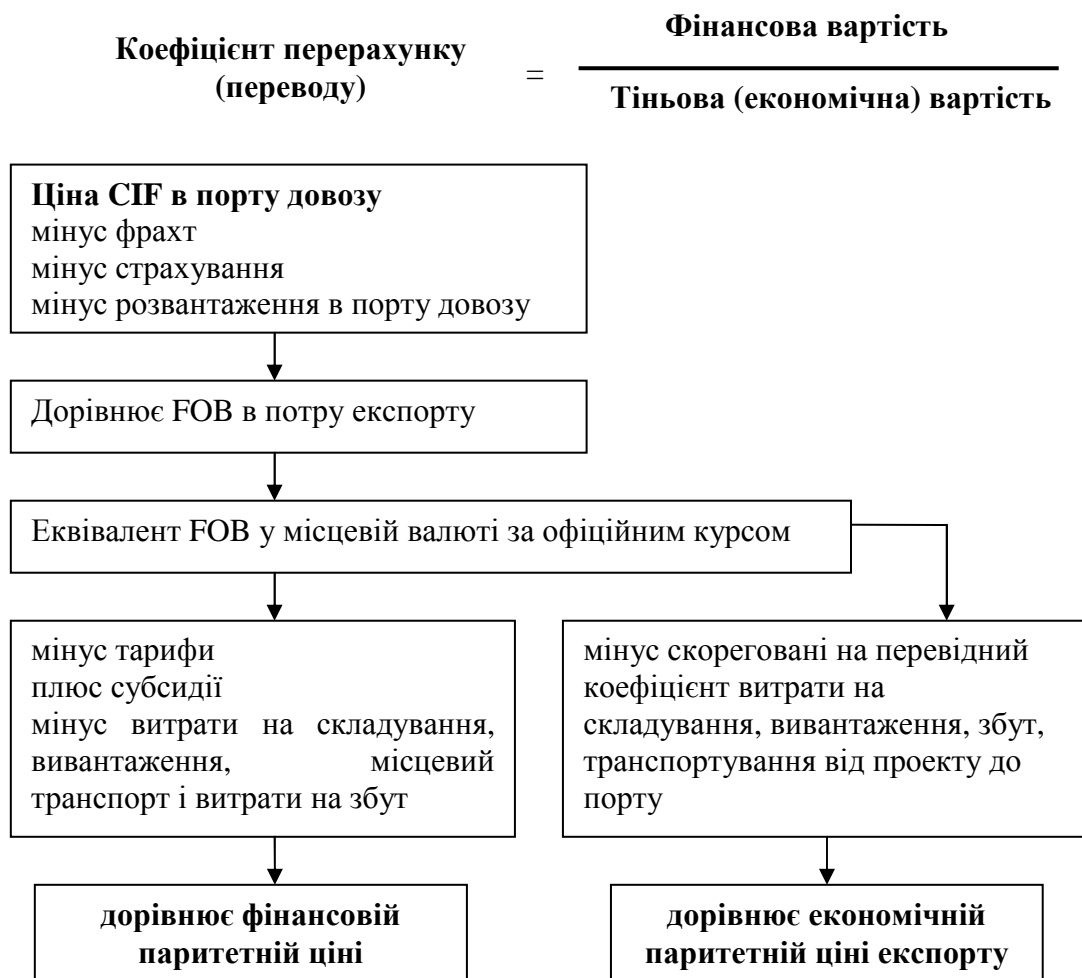 Коефіцієнт перерахунку
(переводу)
=
Фінансова вартість
Тіньова (економічна) вартість
Ціна CIF в порту довозу
мінус фрахт
мінус страхування
мінус розвантаження в порту довозу
Дорівнює FOB в потру експорту
Еквівалент FOB у місцевій валюті за офіційним курсом
мінус тарифи
плюс субсидії
мінус витрати на складування,
вивантаження, місцевий
транспорт і витрати на збут
мінус скореговані на перевідний
коефіцієнт витрати на
складування, вивантаження, збут,
транспортування від проекту до
порту
дорівнює фінансовій
паритетній ціні
дорівнює економічній
паритетній ціні експорту